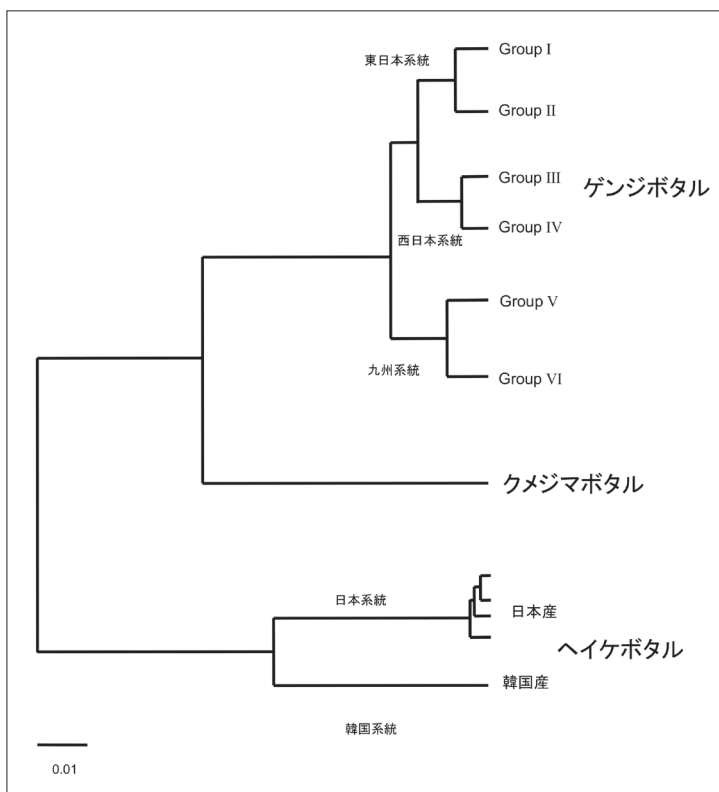 東日本系統
Group I
Group II
Group III
ゲンジボタル
西日本系統
Group IV
Group V
九州系統
Group VI
クメジマボタル
日本系統
日本産
ヘイケボタル
韓国産
韓国系統
0.01